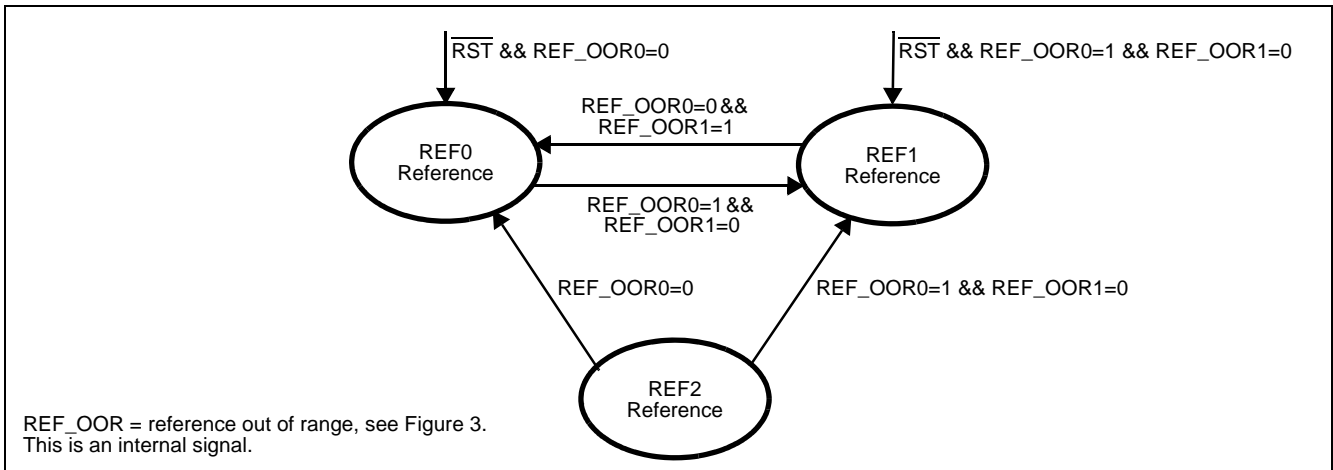 RST && REF_OOR0=0
RST && REF_OOR0=1 && REF_OOR1=0
REF_OOR0=0 &&
REF_OOR1=1
REF0
Reference
REF1
Reference
REF_OOR0=1 &&
REF_OOR1=0
REF_OOR0=0
REF_OOR0=1 && REF_OOR1=0
REF2
Reference
REF_OOR = reference out of range, see Figure 3.
This is an internal signal.